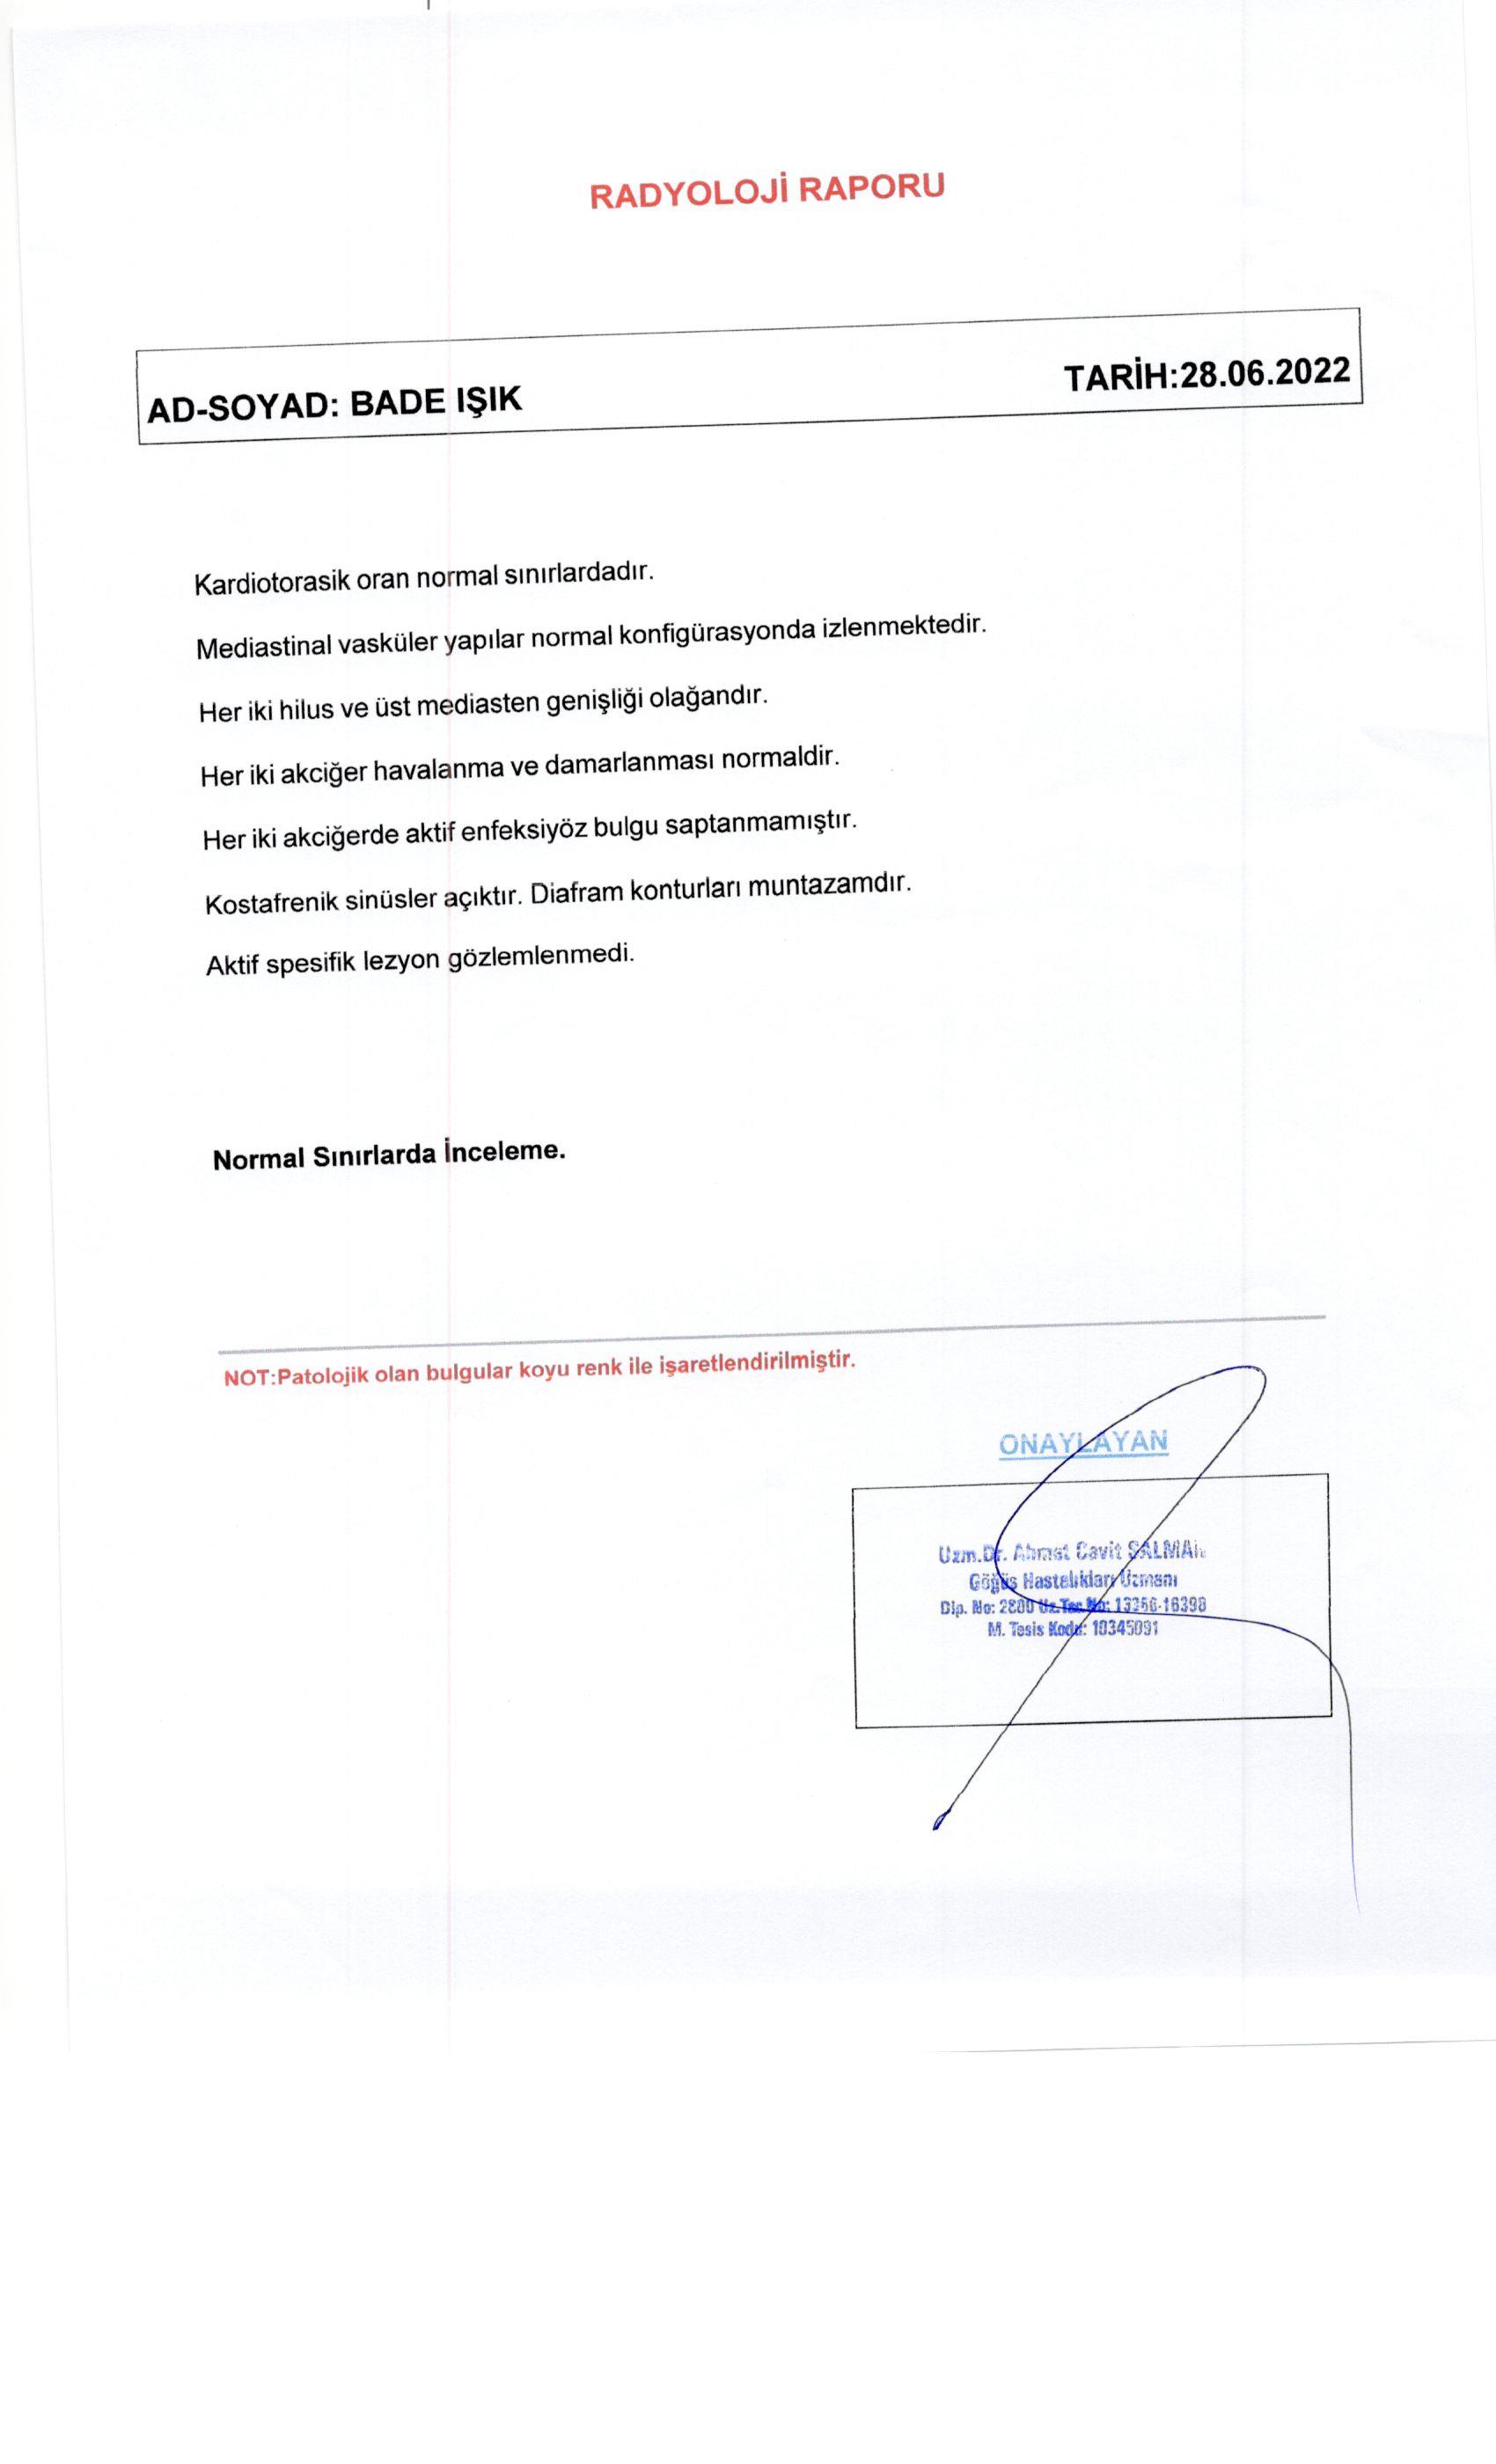 RADYOLOJİ RAPORU
AD-SOYAD: BADE IŞIK TARİH:28.06.2022
Kardiotorasik oran normal sınırlardadır.
Mediastinal vasküler yapılar normal konfigürasyonda izlenmektedir.
Her iki hilus ve üst mediasten genişliği olağandır.
Her iki akciğer havalanma ve damarlanması normaldir.
Her iki akciğerde aktif enfeksiyöz bulgu saptanmamıştır.
Kostafrenik sinüsler açıktır. Diafram konturları muntazamdır.
Aktif spesifik lezyon gözlemlenmedi.
Normal Sınırlarda İnceleme.
NOT:Patolojik olan bulgular koyu renk ile işaretlendirilmiştir.
ONAYLAYAN
Uzm.Dr. Ahmet Cavit SALMAN
Göğüs Hastalıkları Uzmanı
Dip. No: Uz.Tes.No:
M. Tesis Kodu: 10345091